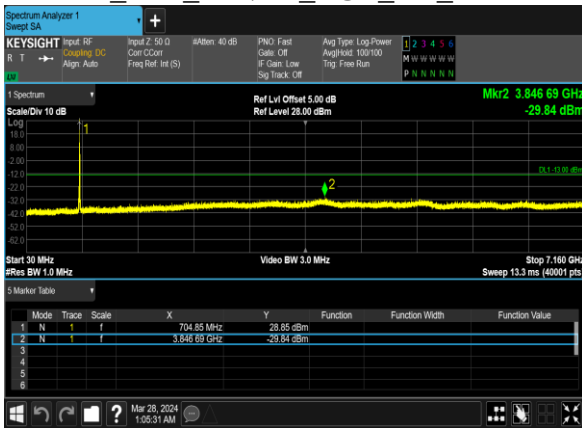 Spectrum Analyzer 1
Swept SA
KEYSIGHT Input: RF Input Z: 50 Ω #Atten: 40 dB PNO: Fast Avg Type: Log-Power 1 2 3 4 5 6
R T Coupling: DC Corr CCorr Gate: Off Avg|Hold: 100/100 M W W W W W
Align: Auto Freq Ref: Int (S) IF Gain: Low Trig: Free Run
LV Sig Track: Off P N N N N N
1 Spectrum Ref Lvl Offset 5.00 dB Mkr2 3.846 69 GHz
Scale/Div 10 dB Ref Level 28.00 dBm -29.84 dBm
Log
18.0
8.00
-2.00
-12.0 DL1 -13.00 dBm
-22.0
-32.0
-42.0
-52.0
-62.0
1
2
Start 30 MHz Video BW 3.0 MHz Stop 7.160 GHz
#Res BW 1.0 MHz Sweep 13.3 ms (40001 pts
5 Marker Table
Mode Trace Scale X Y Function Function Width Function Value
1 N 1 f 704.85 MHz 28.85 dBm
2 N 1 f 3.846 69 GHz -29.84 dBm
3
4
5
6
? Mar 28, 2024
1:05:31 AM